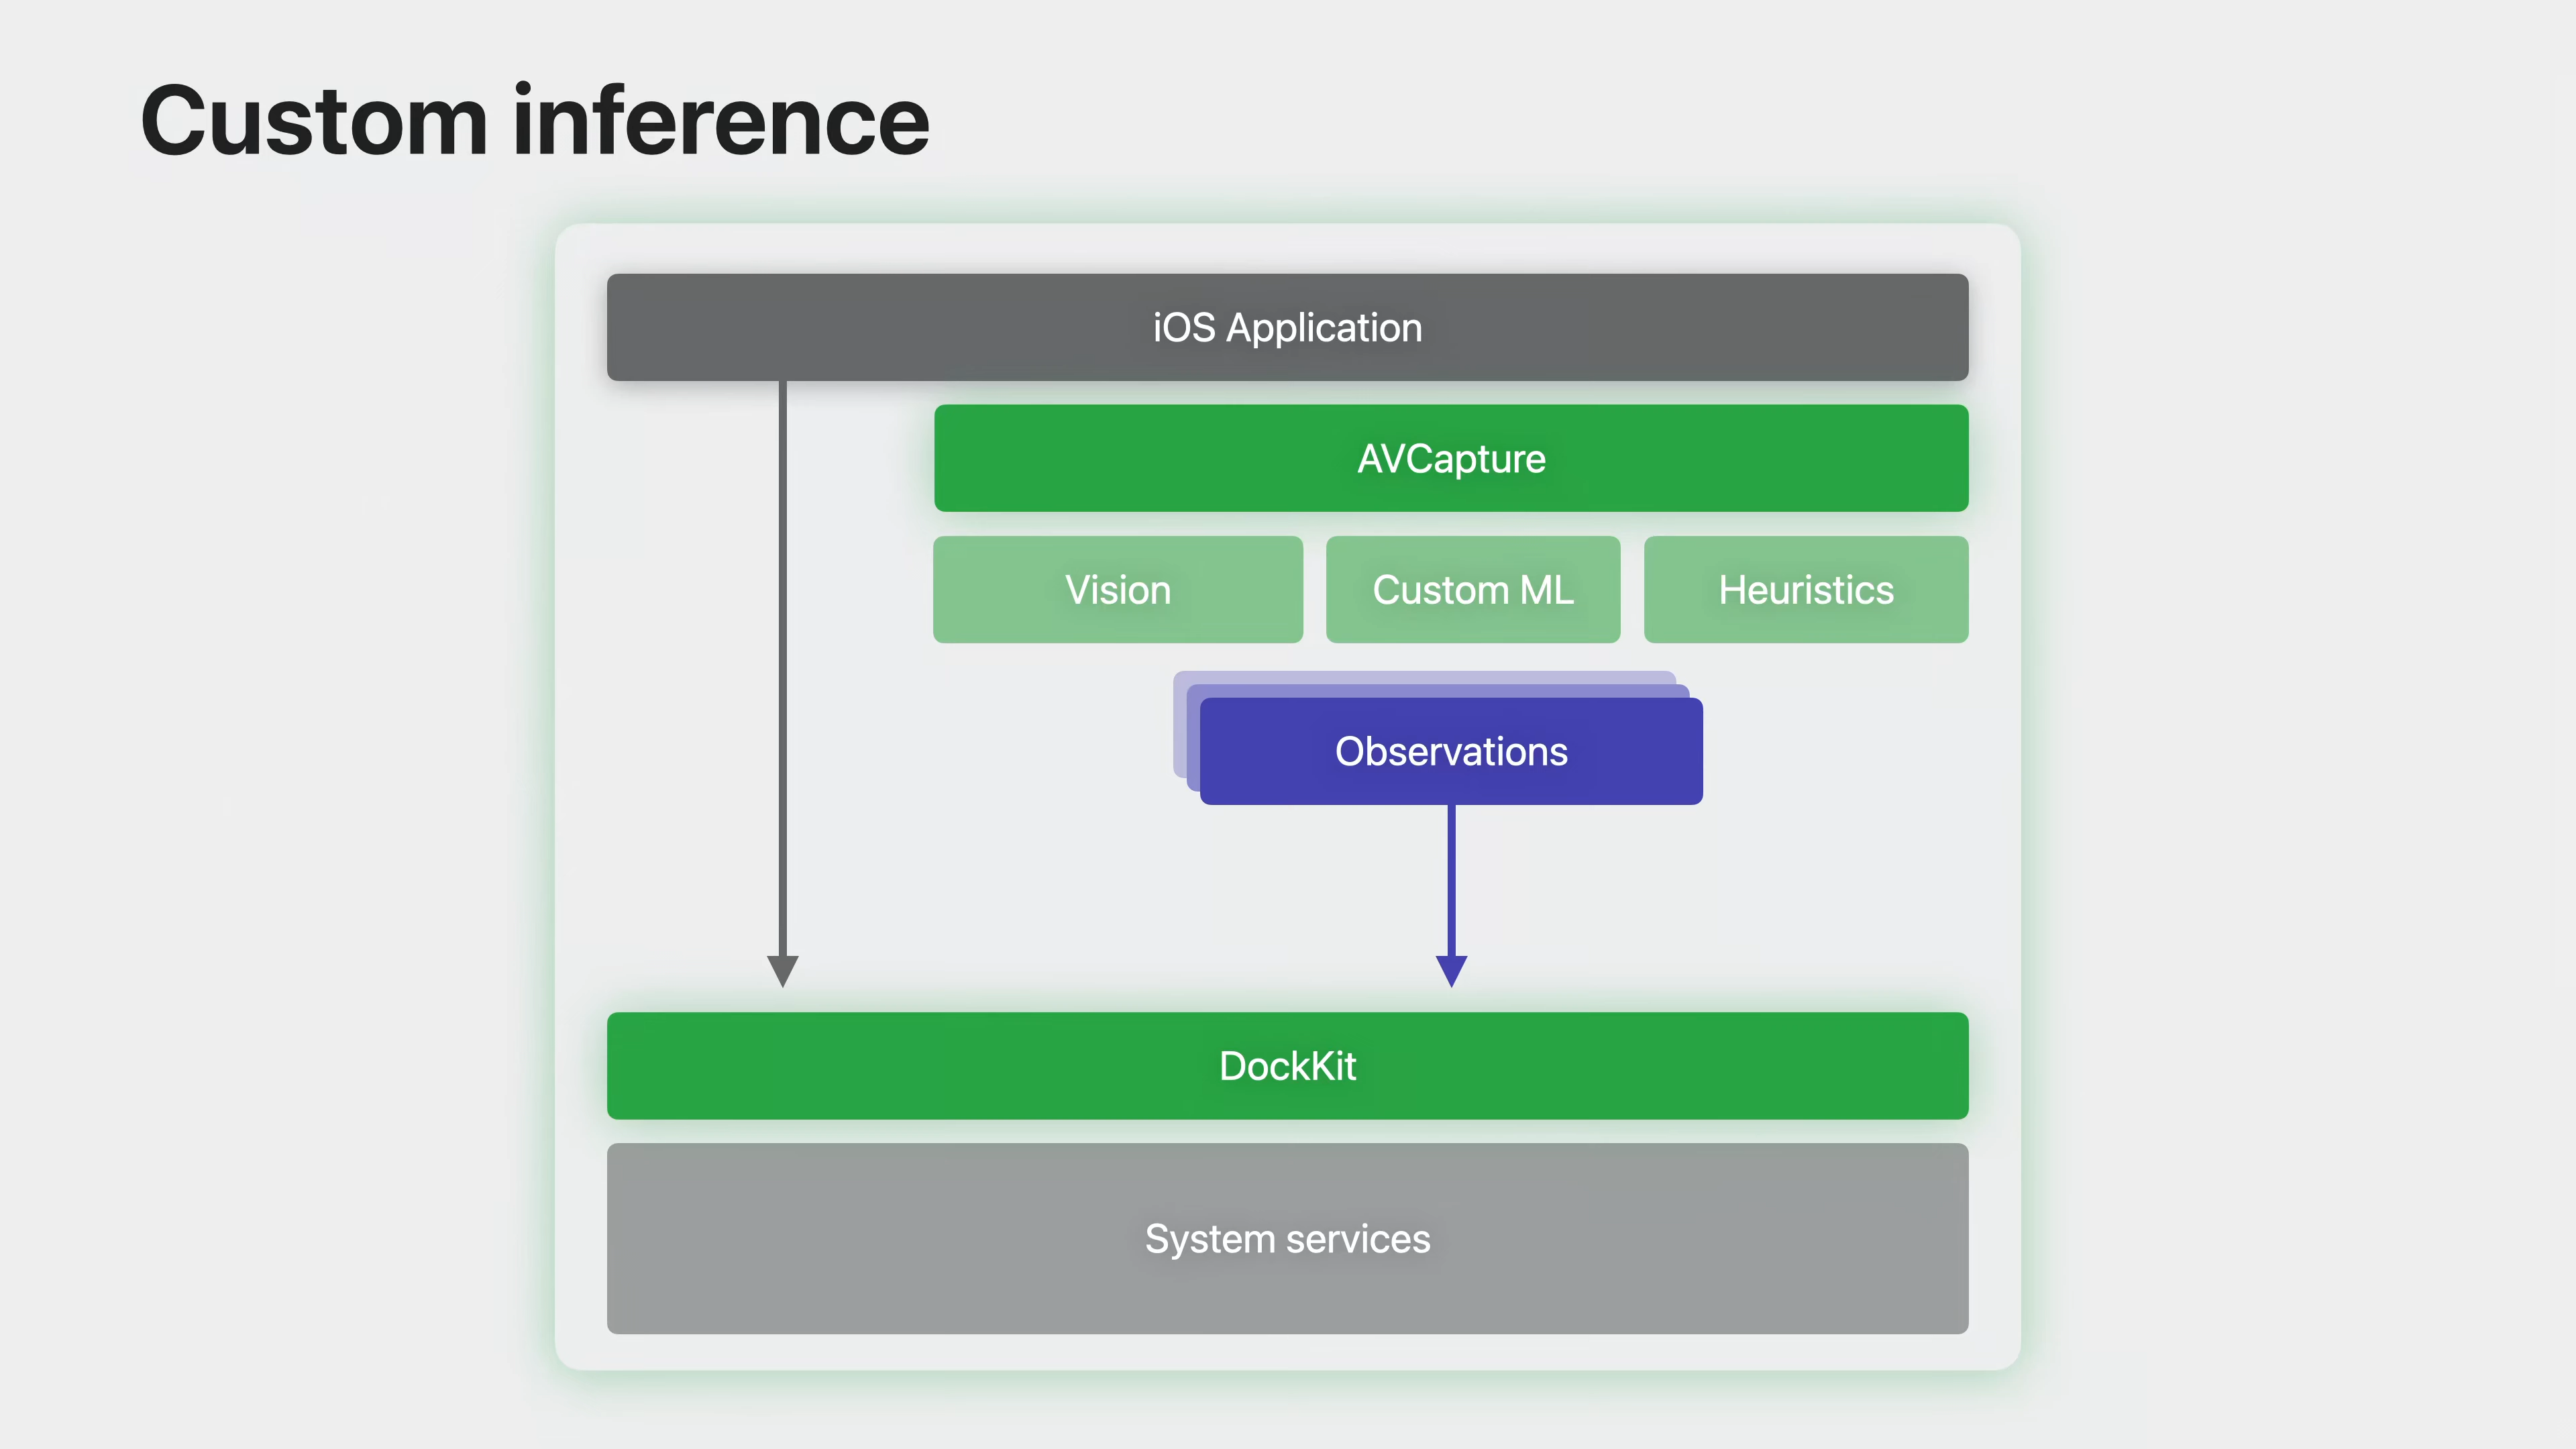 Custom inference
iOS Application
AVCapture
Vision
Custom ML
Heuristics
Observations
DockKit
System services